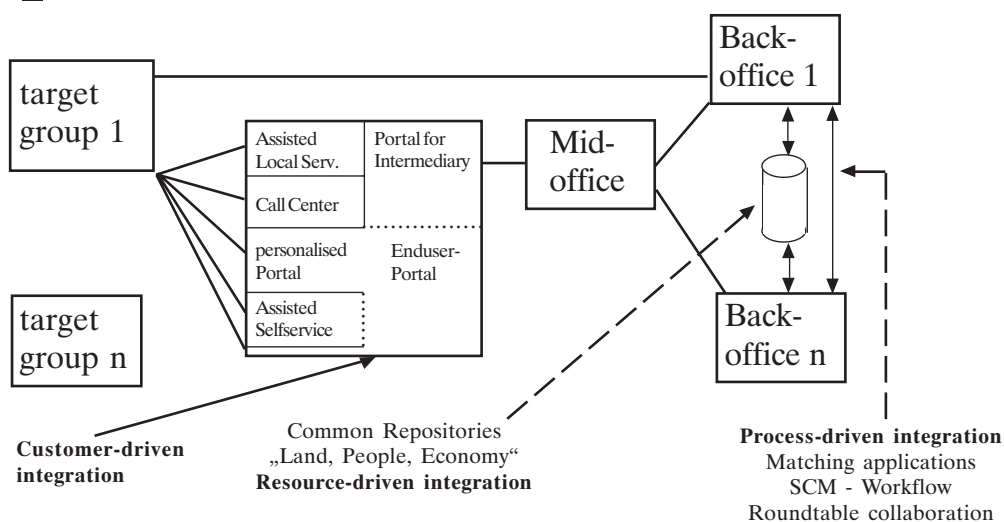 Back-
office 1
target
group 1
Assisted
Local Serv.
Portal for
Intermediary
Mid-
office
Call Center
personalised
Portal
Enduser-
Portal
Assisted
Selfservice
target
group n
Back-
office n
Customer-driven
integration
Common Repositories
„Land, People, Economy“
Resource-driven integration
Process-driven integration
Matching applications
SCM - Workflow
Roundtable collaboration